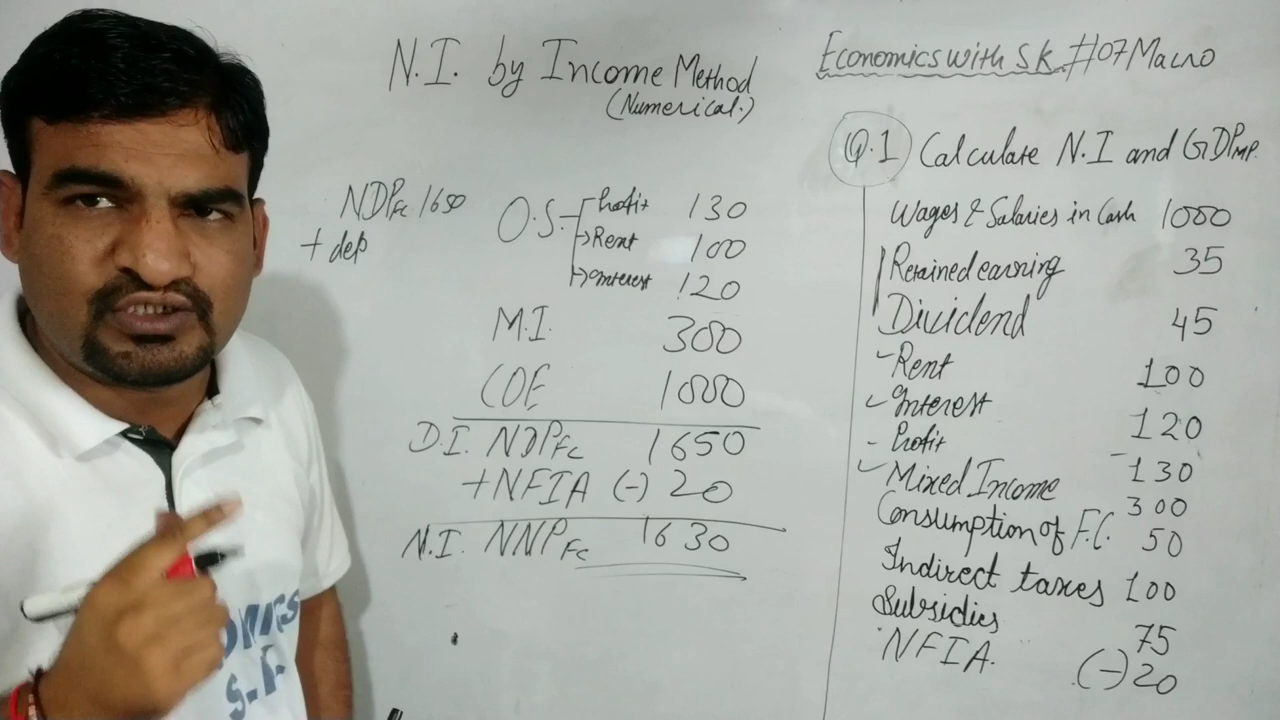 N.I. by Income Method
(Numerical.)
Economics with S.K. #07 Macro
NDPFC 1650
+ dep
O.S. Profit 130
Rent 100
Interest 120
M.I. 300
COE 1000
D.I. NDPFC 1650
+NFIA (-) 20
N.I. NNPFC 1630
Q.1 Calculate N.I and GDPMP.
Wages & Salaries in Cash 1000
Retained earning 35
Dividend 45
Rent 100
Interest 120
Profit 130
Mixed Income 300
Consumption of F.C. 50
Indirect taxes 100
Subsidies 75
NFIA. (-) 20